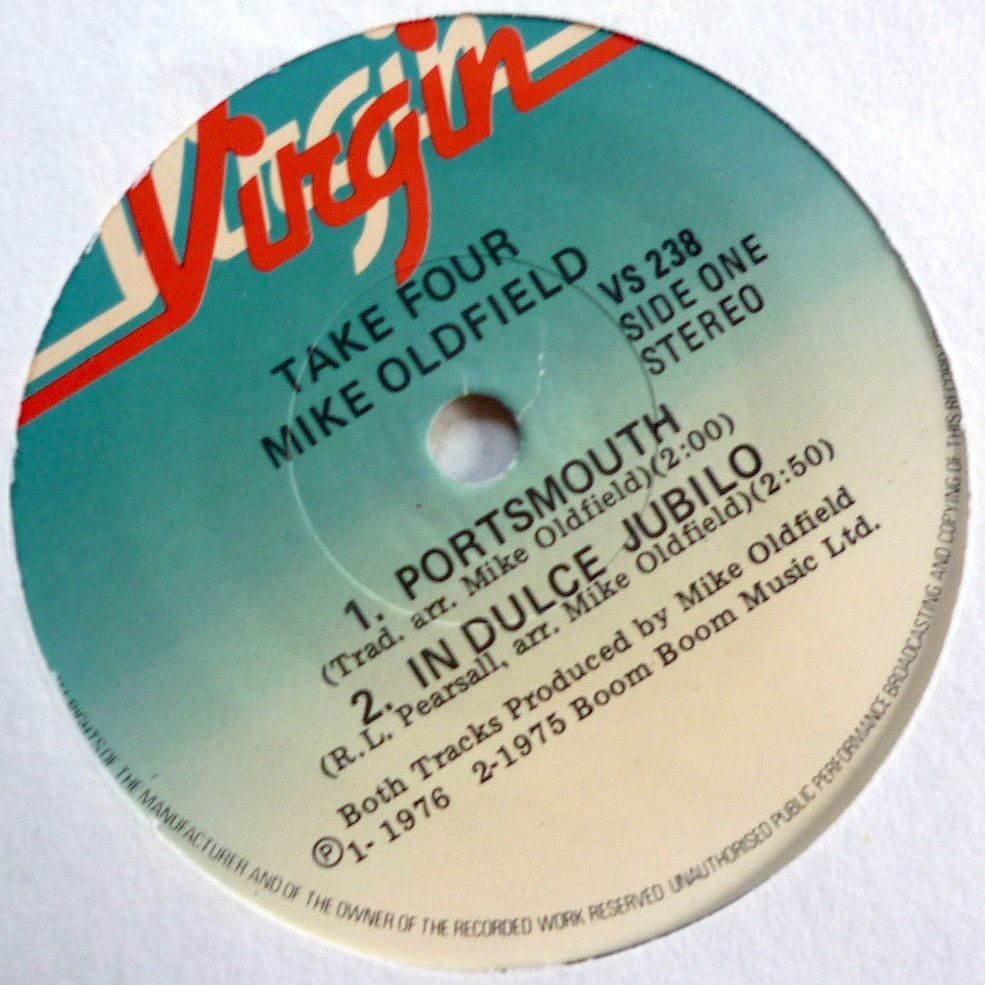 Virgin
TAKE FOUR
MIKE OLDFIELD
VS 238
SIDE ONE
STEREO
1. PORTSMOUTH
(Trad. arr. Mike Oldfield)(2:00)
2. IN DULCE JUBILO
(R.L. Pearsall, arr. Mike Oldfield)(2:50)
Both Tracks Produced by Mike Oldfield
℗ 1- 1976 2-1975 Boom Boom Music Ltd.
RIGHTS OF THE MANUFACTURER AND OF THE OWNER OF THE RECORDED WORK RESERVED UNAUTHORISED PUBLIC PERFORMANCE BROADCASTING AND COPYING OF THIS RECORD